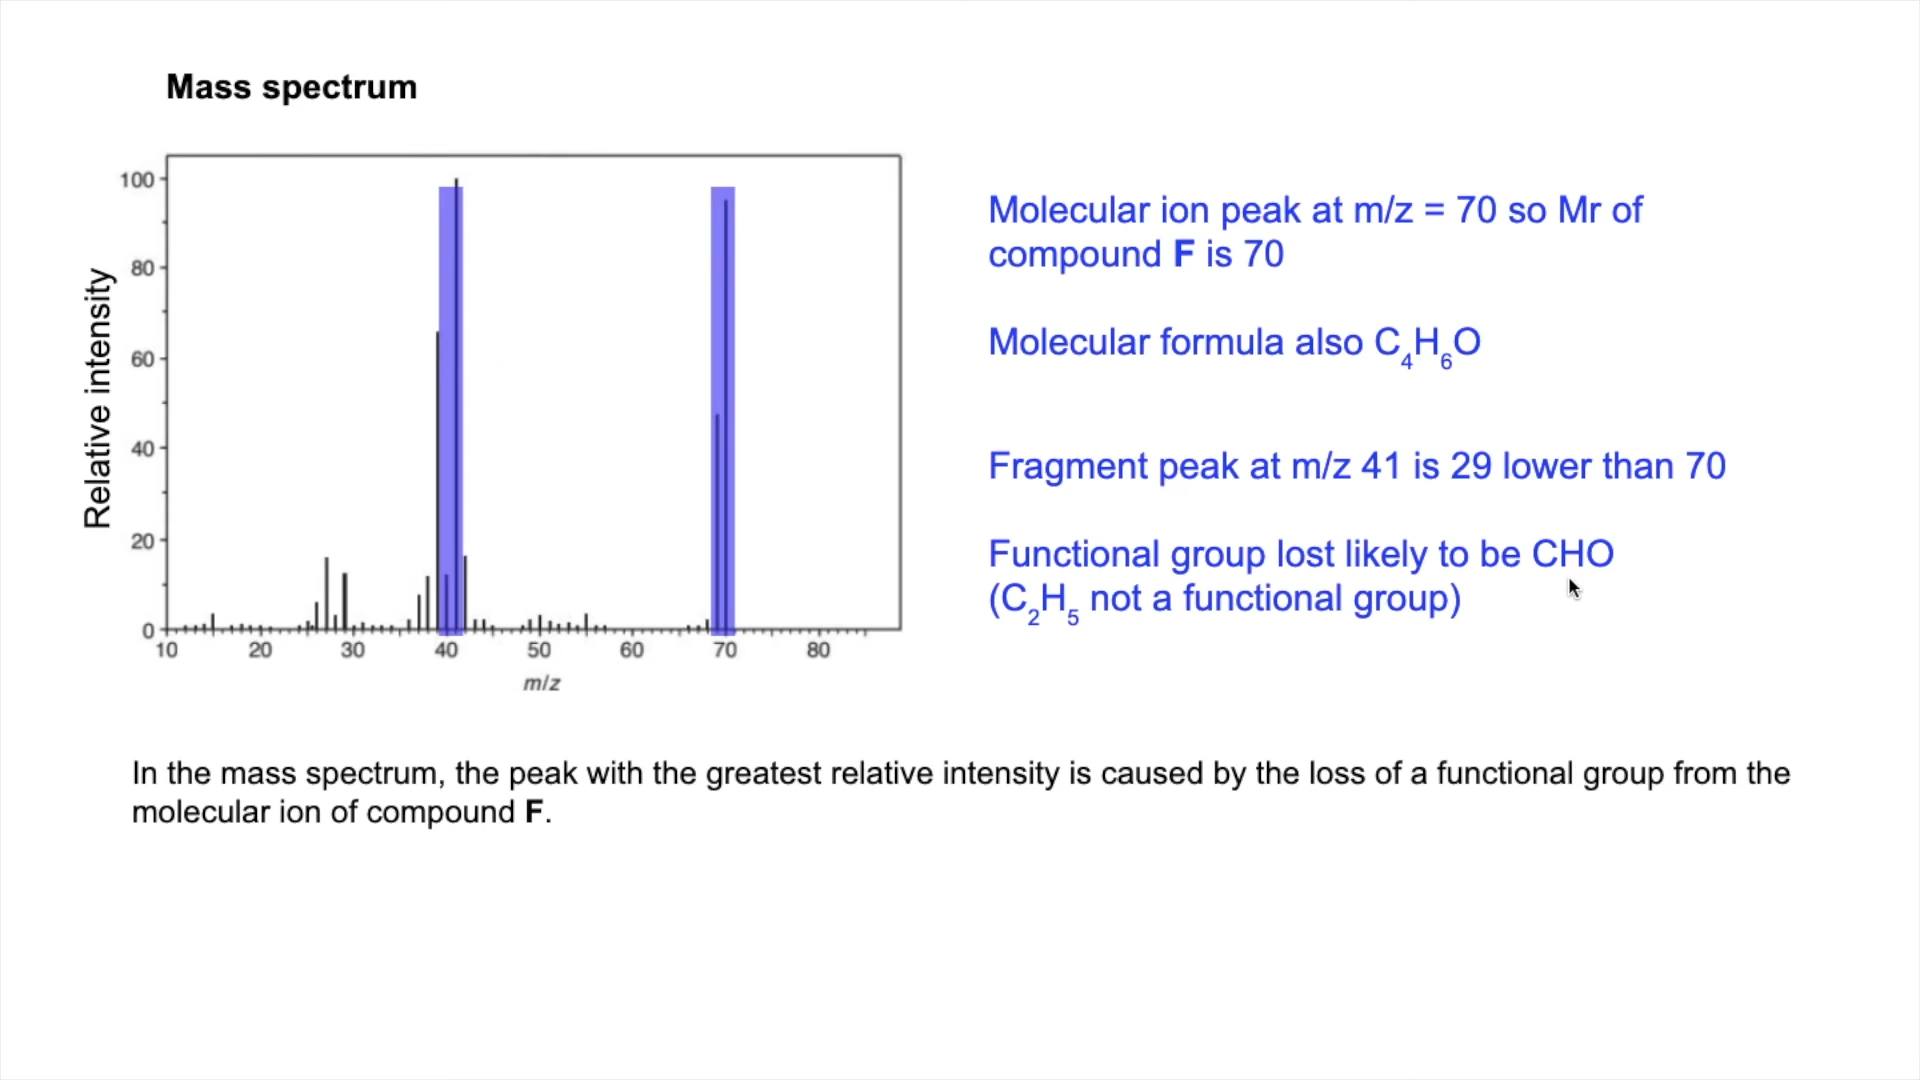 Mass spectrum
100
80
60
40
20
0
Relative intensity
10 20 30 40 50 60 70 80
m/z
Molecular ion peak at m/z = 70 so Mr of
compound F is 70
Molecular formula also C₄H₆O
Fragment peak at m/z 41 is 29 lower than 70
Functional group lost likely to be CHO
(C₂H₅ not a functional group)
In the mass spectrum, the peak with the greatest relative intensity is caused by the loss of a functional group from the
molecular ion of compound F.